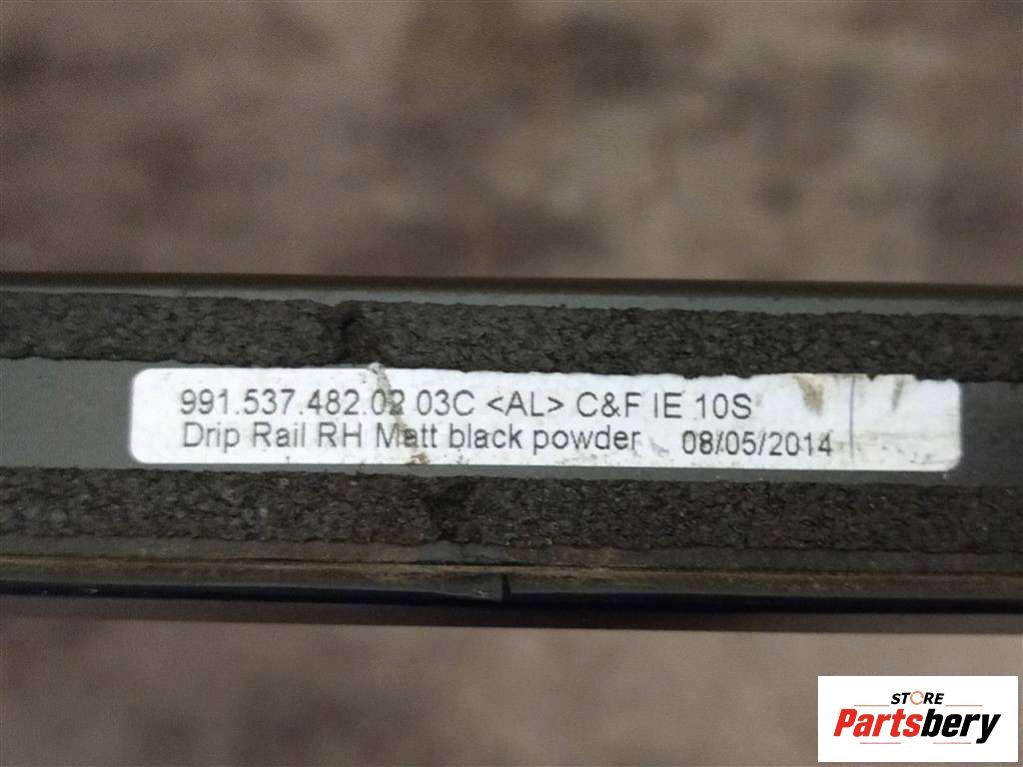 991.537.482.02 03C <AL> C&F IE 10S
Drip Rail RH Matt black powder 08/05/2014
STORE
Partsbery